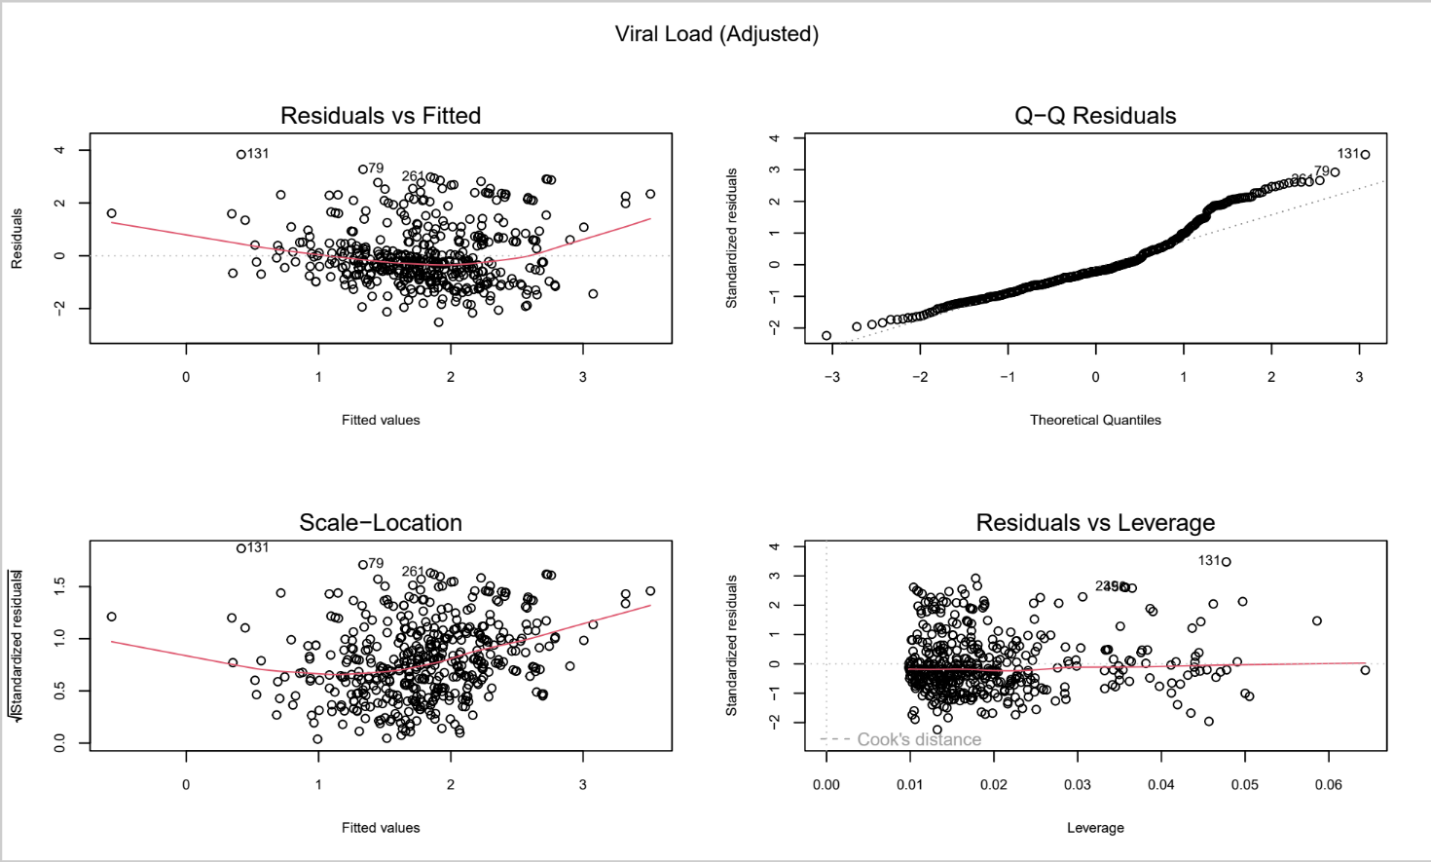 Viral Load (Adjusted)
Residuals vs Fitted
Residuals
4
2
0
−2
131
79
261
0 1 2 3
Fitted values
Q−Q Residuals
Standardized residuals
4
3
2
1
0
−1
−2
131
79
261
−3 −2 −1 0 1 2 3
Theoretical Quantiles
Scale−Location
√|Standardized residuals|
1.5
1.0
0.5
0.0
131
79
261
0 1 2 3
Fitted values
Residuals vs Leverage
Standardized residuals
4
3
2
1
0
−1
−2
131
Cook's distance
0.00 0.01 0.02 0.03 0.04 0.05 0.06
Leverage